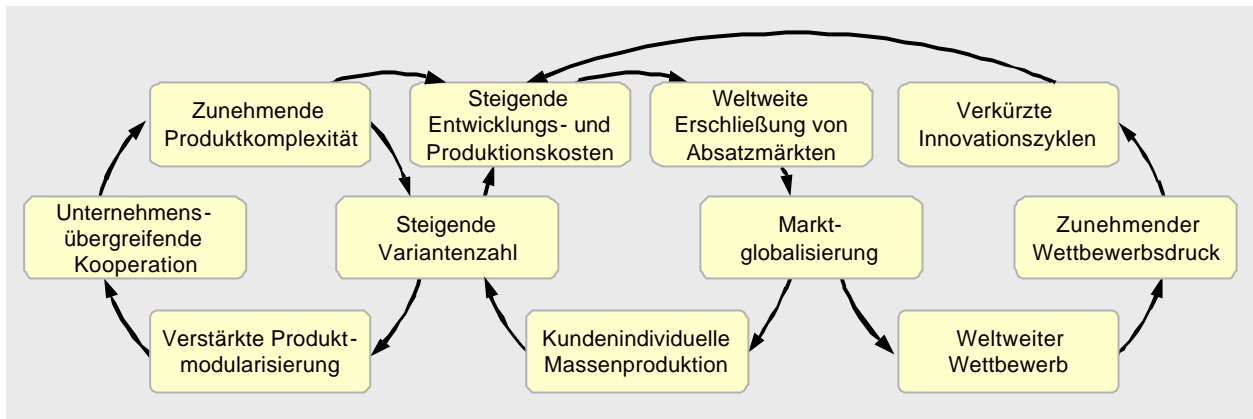 Zunehmende
Produktkomplexität
Steigende
Entwicklungs- und
Produktionskosten
Weltweite
Erschließung von
Absatzmärkten
Verkürzte
Innovationszyklen
Unternehmens-
übergreifende
Kooperation
Steigende
Variantenzahl
Markt-
globalisierung
Zunehmender
Wettbewerbsdruck
Verstärkte Produkt-
modularisierung
Kundenindividuelle
Massenproduktion
Weltweiter
Wettbewerb